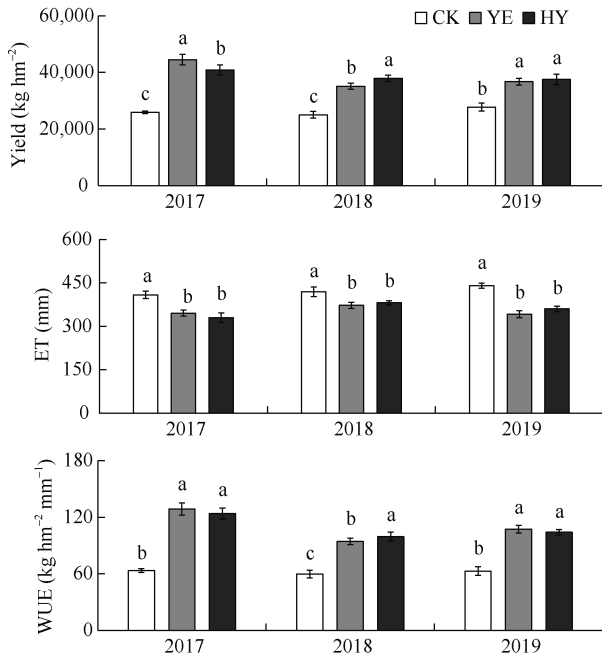 60,000
CK YE HY
a
b
a
a
a
40,000
b
c
c
b
20,000
0
Yield (kg hm⁻²)
2017 2018 2019
600
a
a
a
450
b b
b b
b b
300
150
0
ET (mm)
2017 2018 2019
180
a a
120
b a
a a
b
c
b
60
0
WUE (kg hm⁻² mm⁻¹)
2017 2018 2019